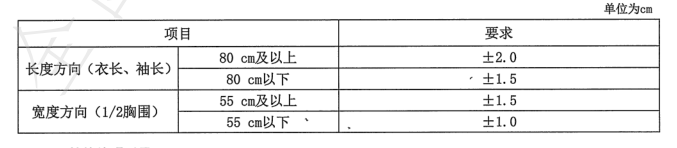 单位为cm
项目 要求
长度方向（衣长、袖长） 80 cm及以上 ±2.0
80 cm以下 ±1.5
宽度方向（1/2胸围） 55 cm及以上 ±1.5
55 cm以下 ±1.0